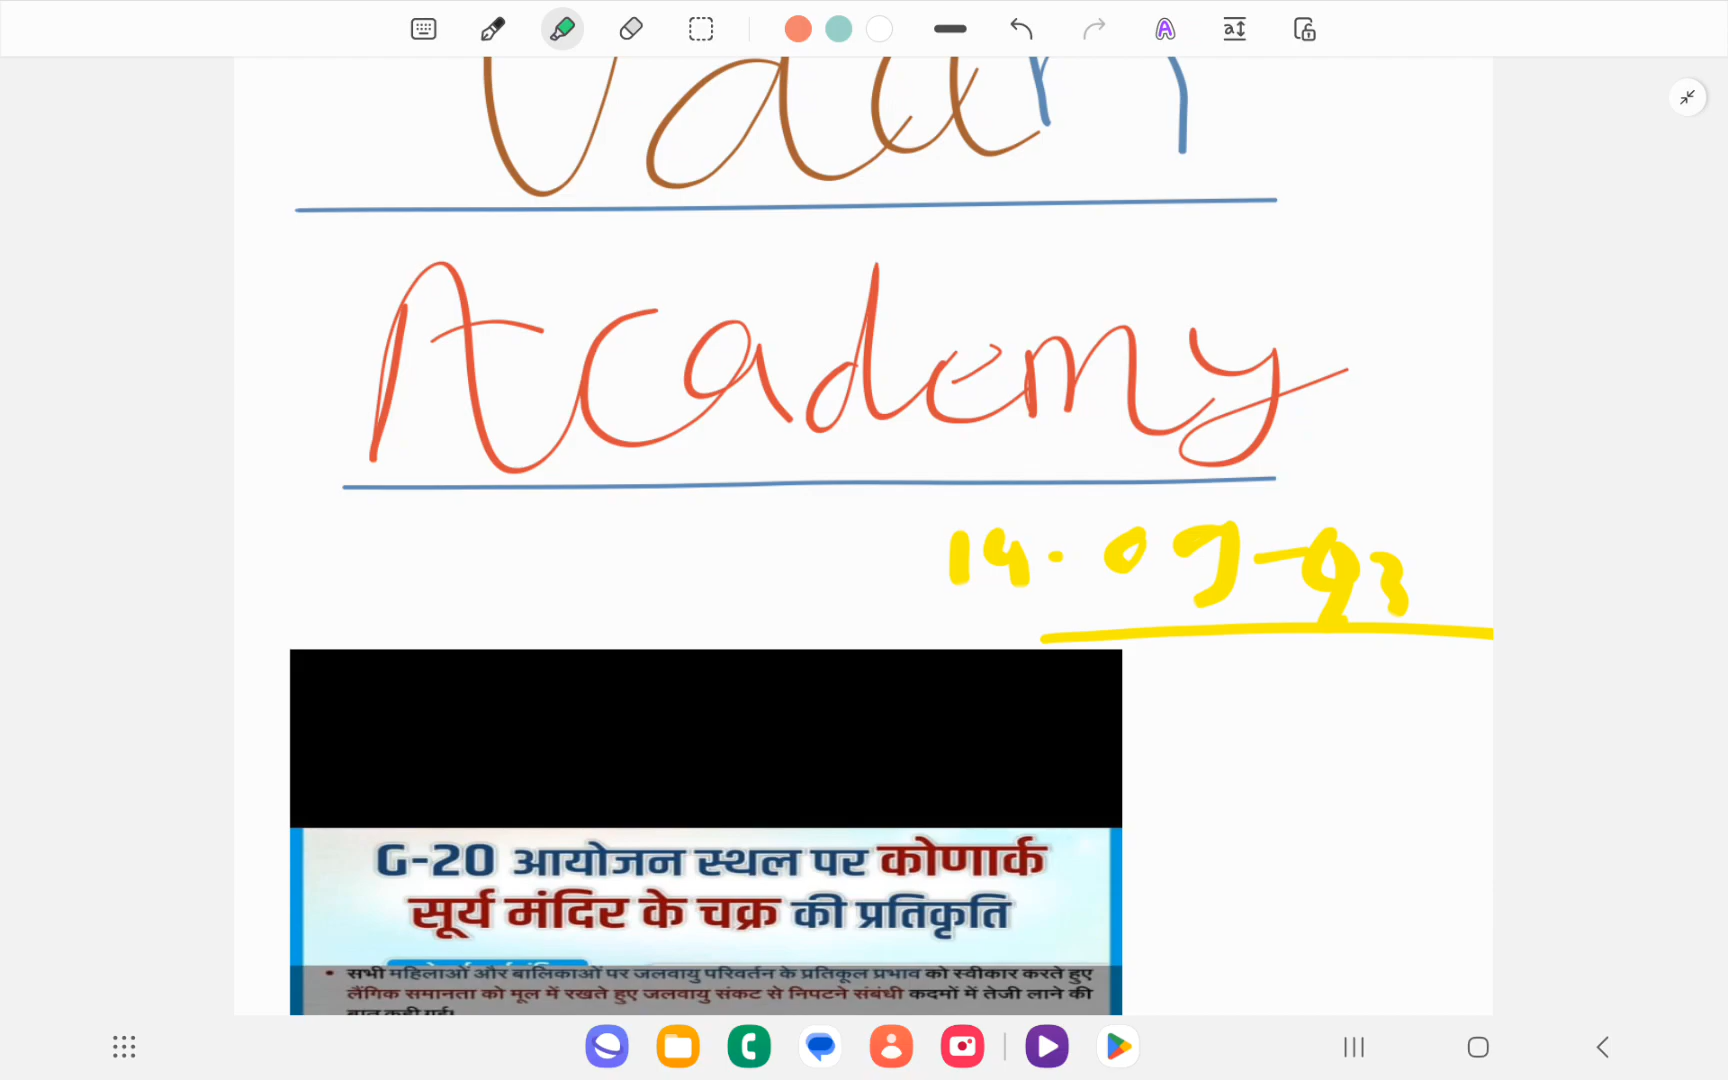 Academy
14.09-23
G-20 आयोजन स्थल पर कोणार्क
सूर्य मंदिर के चक्र की प्रतिकृति
• सभी महिलाओं और बालिकाओं पर जलवायु परिवर्तन के प्रतिकूल प्रभाव को स्वीकार करते हुए
लैंगिक समानता को मूल में रखते हुए जलवायु संकट से निपटने संबंधी कदमों में तेजी लाने की